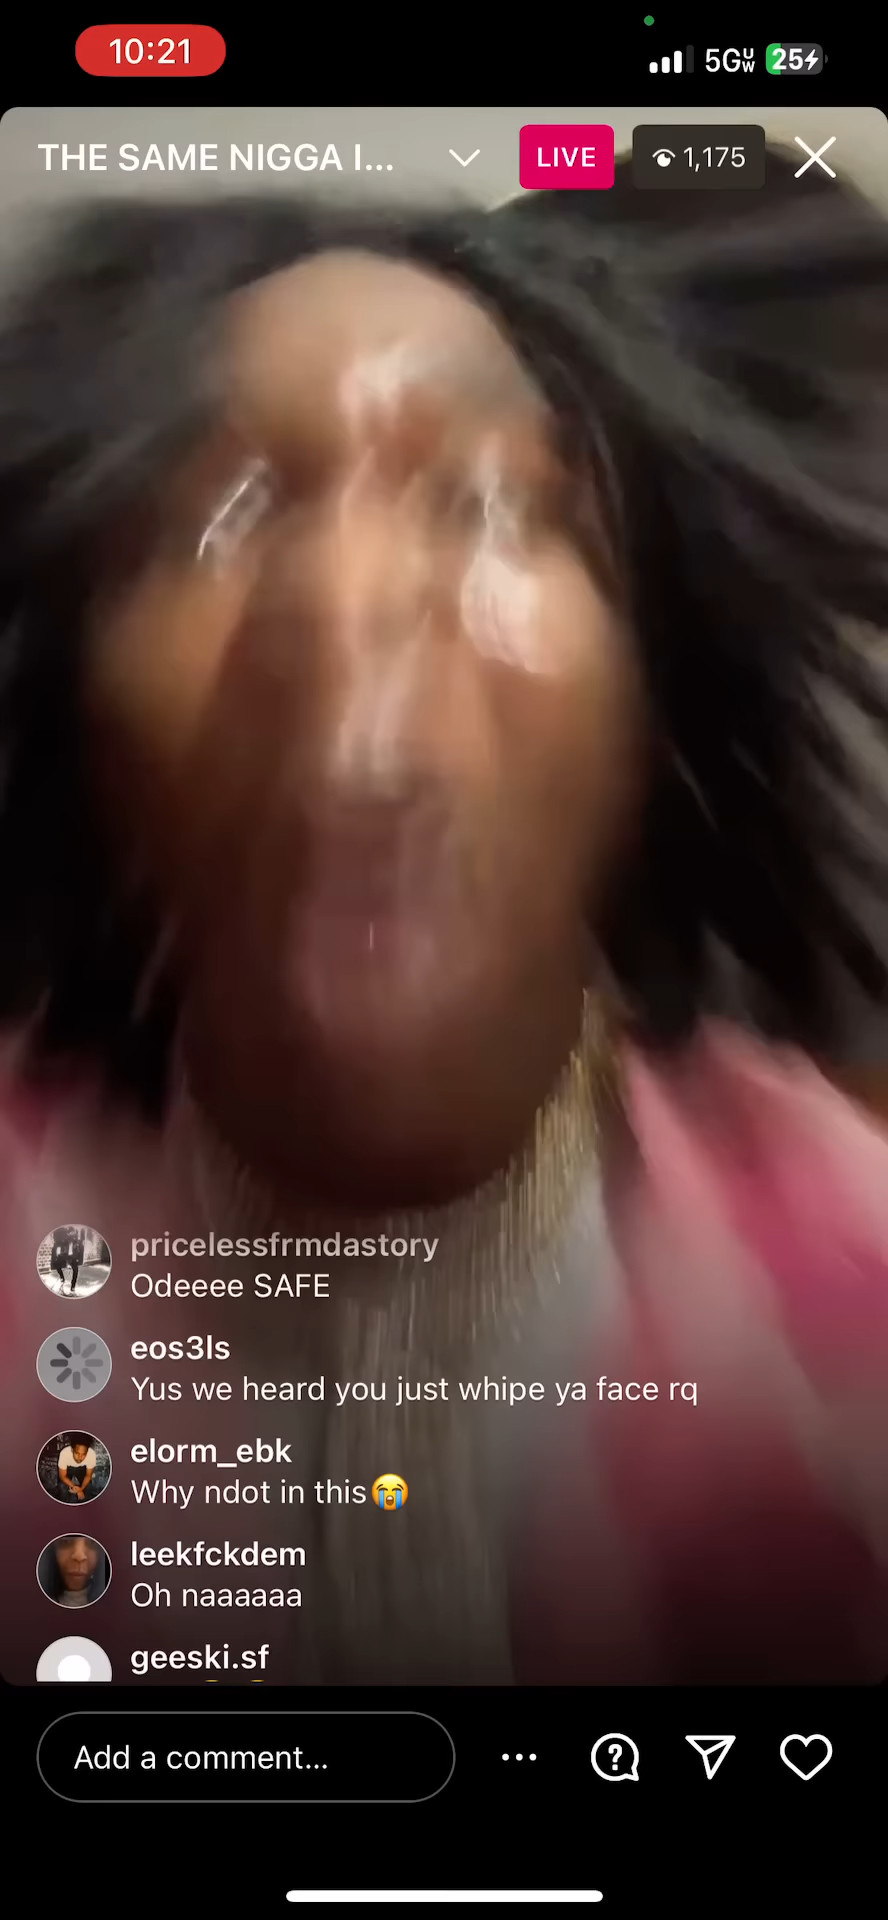 10:21
5GUW
25
THE SAME NIGGA I...
LIVE
1,175
pricelessfrmdastory
Odeeee SAFE
eos3ls
Yus we heard you just whipe ya face rq
elorm_ebk
Why ndot in this😭
leekfckdem
Oh naaaaaa
geeski.sf
Add a comment...